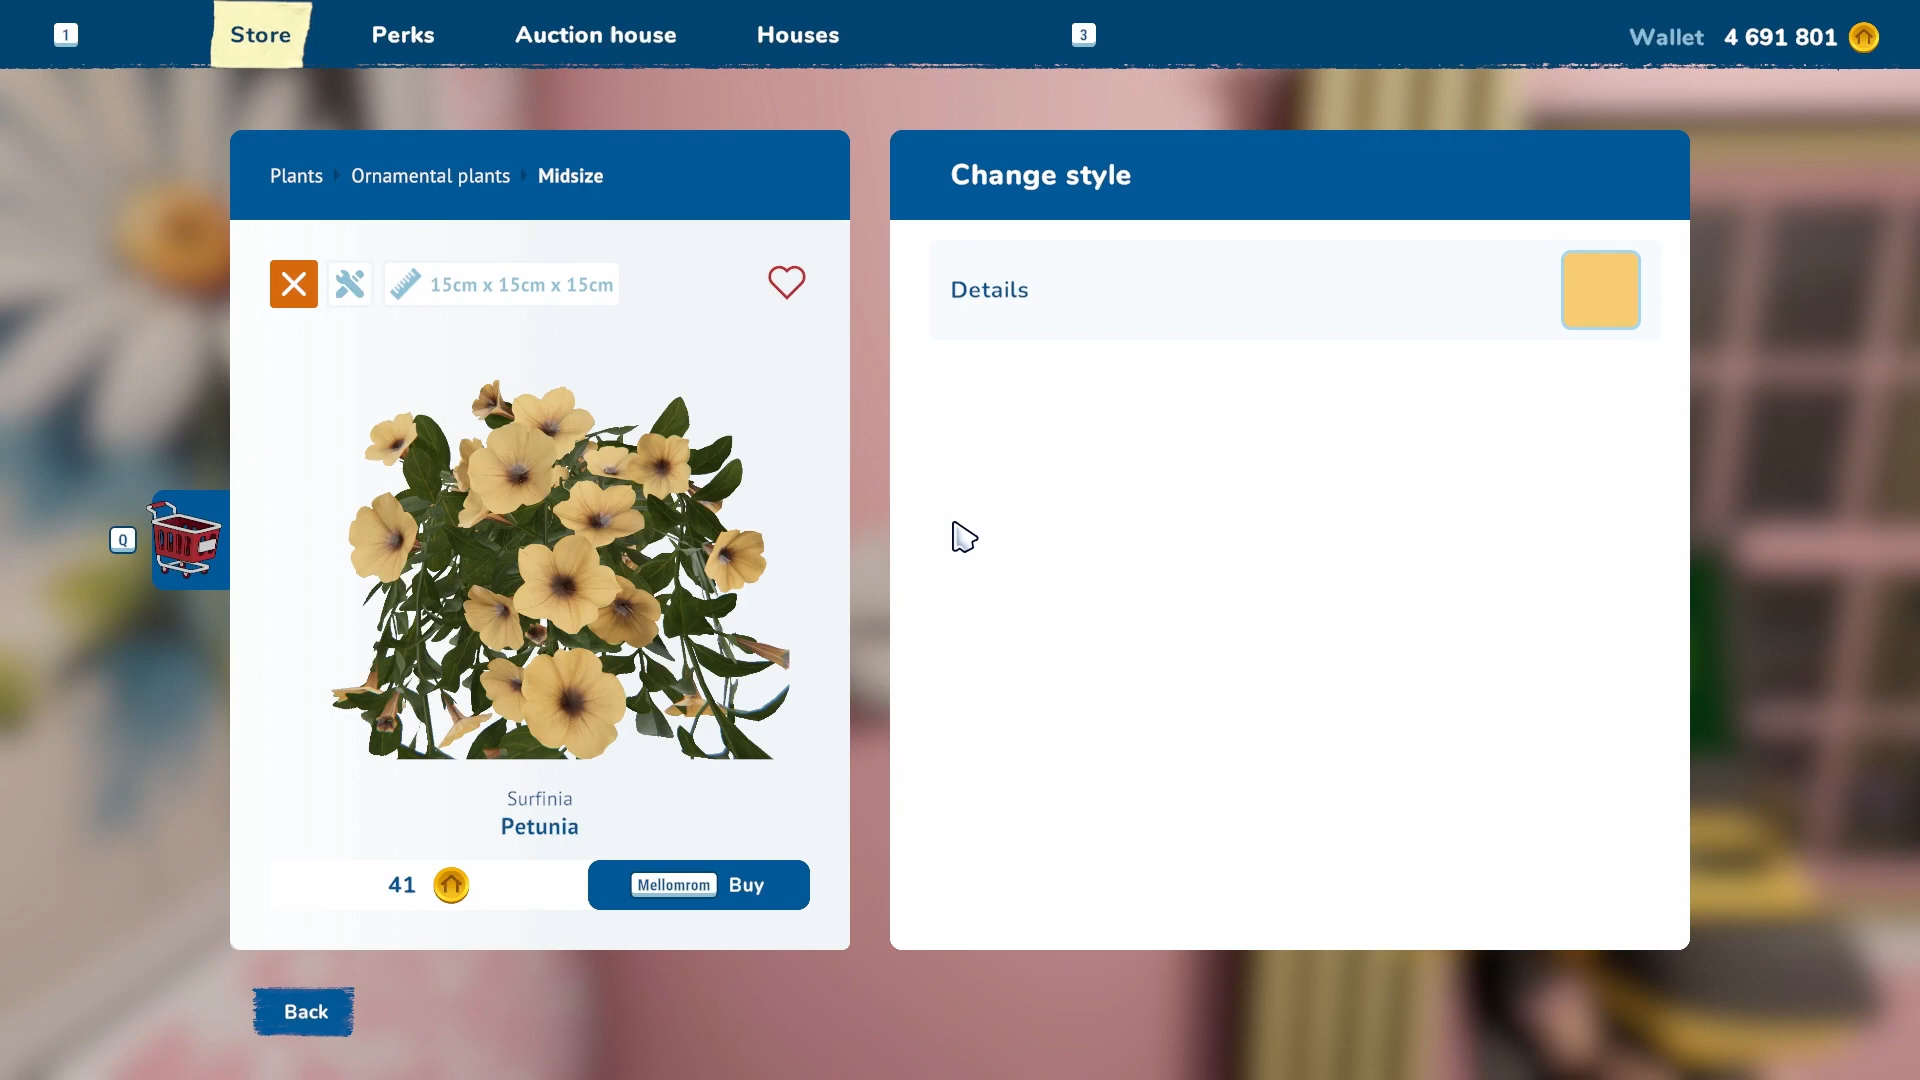 1
Store
Perks
Auction house
Houses
3
Wallet 4 691 801
Plants Ornamental plants Midsize
15cm x 15cm x 15cm
Surfinia
Petunia
41
Mellomrom Buy
Change style
Details
Q
Back